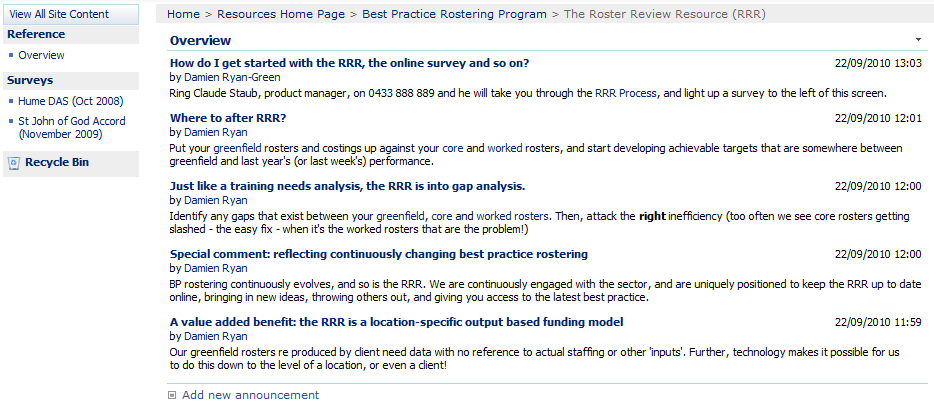 View All Site Content
Reference
Overview
Surveys
Hume DAS (Oct 2008)
St John of God Accord
(November 2009)
Recycle Bin
Home > Resources Home Page > Best Practice Rostering Program > The Roster Review Resource (RRR)
Overview
How do I get started with the RRR, the online survey and so on? 22/09/2010 13:03
by Damien Ryan-Green
Ring Claude Staub, product manager, on 0433 888 889 and he will take you through the RRR Process, and light up a survey to the left of this screen.
Where to after RRR? 22/09/2010 12:01
by Damien Ryan
Put your greenfield rosters and costings up against your core and worked rosters, and start developing achievable targets that are somewhere between
greenfield and last year's (or last week's) performance.
Just like a training needs analysis, the RRR is into gap analysis. 22/09/2010 12:00
by Damien Ryan
Identify any gaps that exist between your greenfield, core and worked rosters. Then, attack the right inefficiency (too often we see core rosters getting
slashed - the easy fix - when it's the worked rosters that are the problem!)
Special comment: reflecting continuously changing best practice rostering 22/09/2010 12:00
by Damien Ryan
BP rostering continuously evolves, and so is the RRR. We are continuously engaged with the sector, and are uniquely positioned to keep the RRR up to date
online, bringing in new ideas, throwing others out, and giving you access to the latest best practice.
A value added benefit: the RRR is a location-specific output based funding model 22/09/2010 11:59
by Damien Ryan
Our greenfield rosters re produced by client need data with no reference to actual staffing or other 'inputs'. Further, technology makes it possible for us
to do this down to the level of a location, or even a client!
Add new announcement